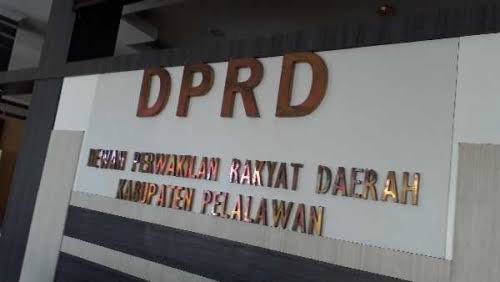 DPRD
DEWAN PERWAKILAN RAKYAT DAERAH
KABUPATEN PELALAWAN